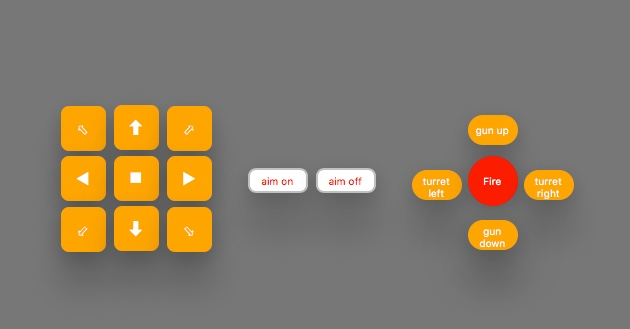 gun up
aim on
aim off
turret
left
Fire
turret
right
gun
down